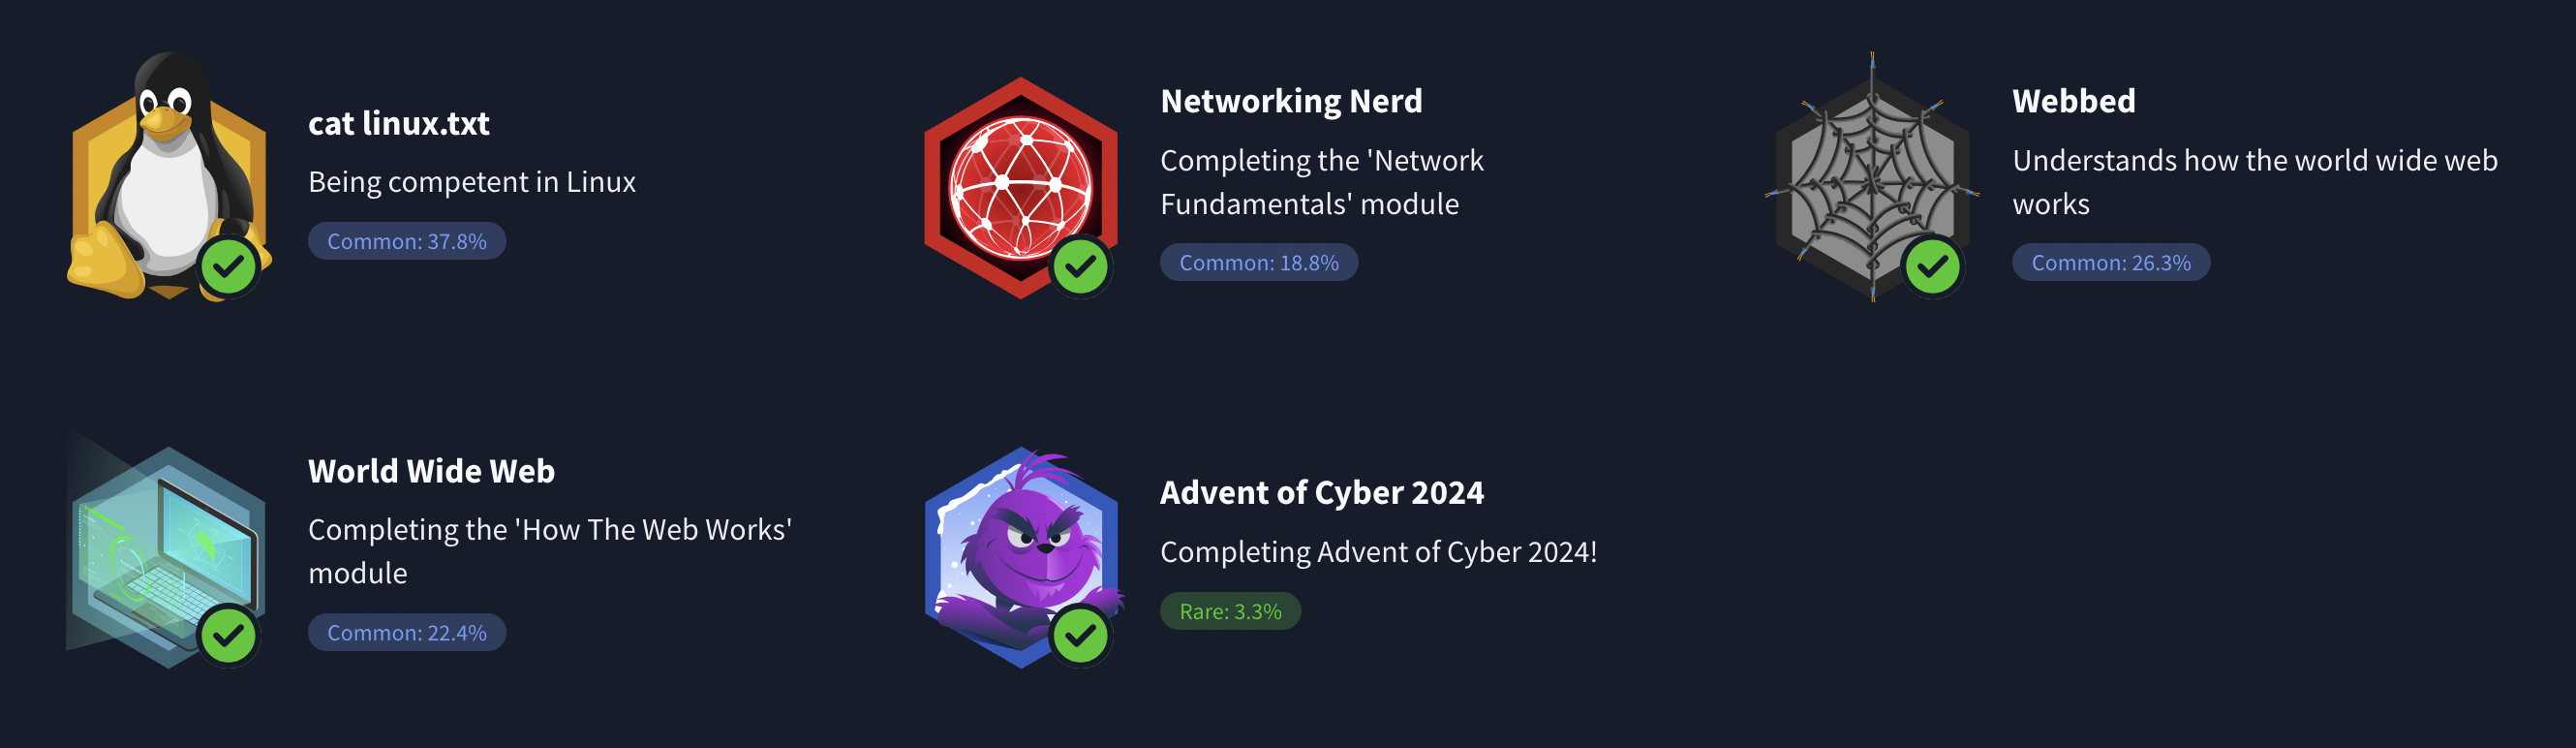 cat linux.txt
Being competent in Linux
Common: 37.8%
Networking Nerd
Completing the 'Network
Fundamentals' module
Common: 18.8%
Webbed
Understands how the world wide web
works
Common: 26.3%
World Wide Web
Completing the 'How The Web Works'
module
Common: 22.4%
Advent of Cyber 2024
Completing Advent of Cyber 2024!
Rare: 3.3%